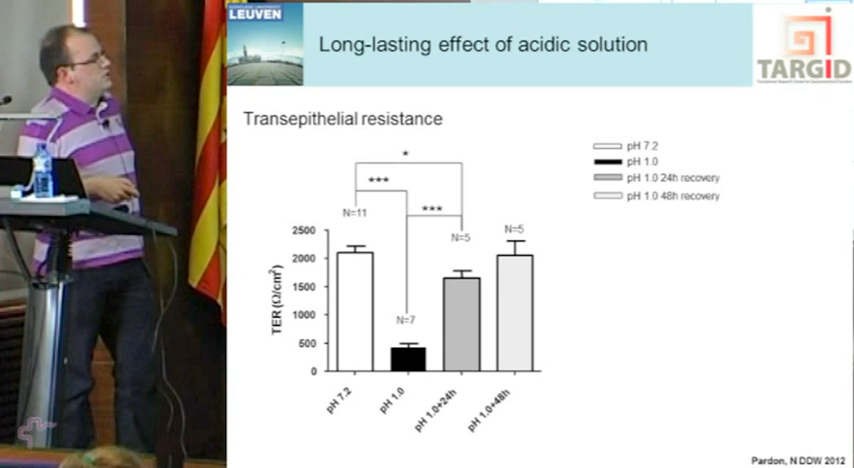 LEUVEN
Long-lasting effect of acidic solution
TARGID
Transepithelial resistance
pH 7.2
pH 1.0
pH 1.0 24h recovery
pH 1.0 48h recovery
*
***
***
N=11
N=5
N=5
N=7
TER (Ω/cm²)
2500
2000
1500
1000
500
0
pH 7.2
pH 1.0
pH 1.0+24h
pH 1.0+48h
Pardon, N DDW 2012